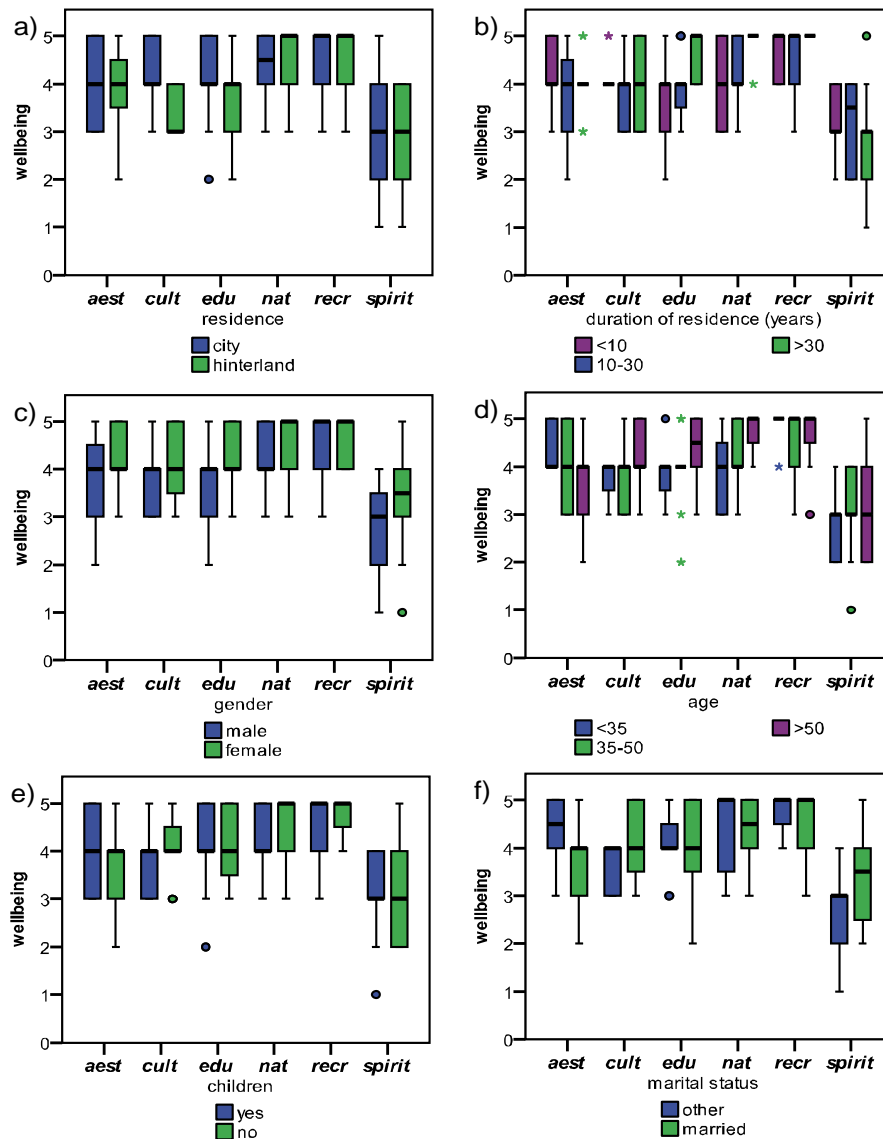 a)
wellbeing
5
4
3
2
1
0
aest cult edu nat recr spirit
residence
city
hinterland
b)
wellbeing
5
4
3
2
1
0
aest cult edu nat recr spirit
duration of residence (years)
<10 >30
10-30
c)
wellbeing
5
4
3
2
1
0
aest cult edu nat recr spirit
gender
male
female
d)
wellbeing
5
4
3
2
1
0
aest cult edu nat recr spirit
age
<35 >50
35-50
e)
wellbeing
5
4
3
2
1
0
aest cult edu nat recr spirit
children
yes
no
f)
wellbeing
5
4
3
2
1
0
aest cult edu nat recr spirit
marital status
other
married